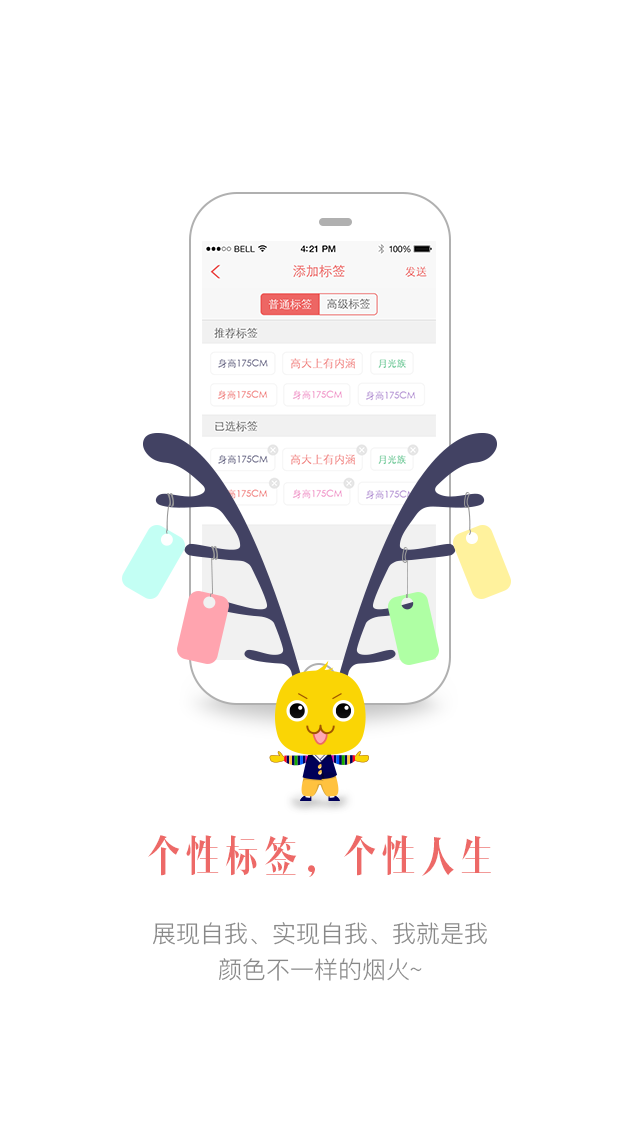 BELL 4:21 PM 100%
添加标签 发送
普通标签 高级标签
推荐标签
身高175CM 高大上有内涵 月光族
身高175CM 身高175CM 身高175CM
已选标签
身高175CM 高大上有内涵 月光族
175CM 身高175CM 身高175C
个性标签，个性人生
展现自我、实现自我、我就是我
颜色不一样的烟火~